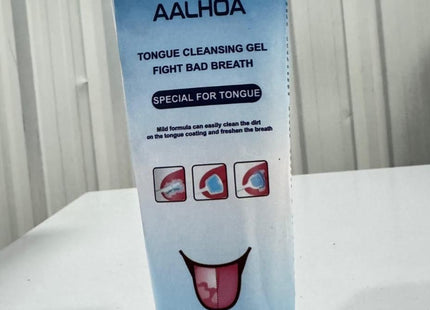 AALHOA
TONGUE CLEANSING GEL
FIGHT BAD BREATH
SPECIAL FOR TONGUE
Mild formula can easily clean the dirt
on the tongue coating and freshen the breath